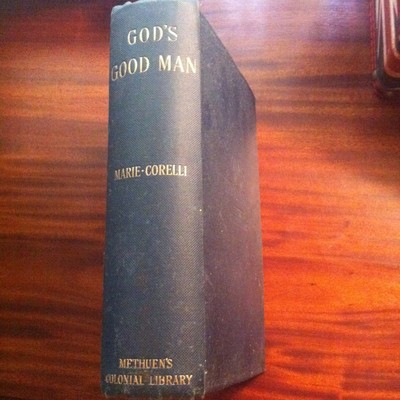 GOD'S
GOOD MAN
MARIE-CORELLI
METHUEN'S
COLONIAL LIBRARY